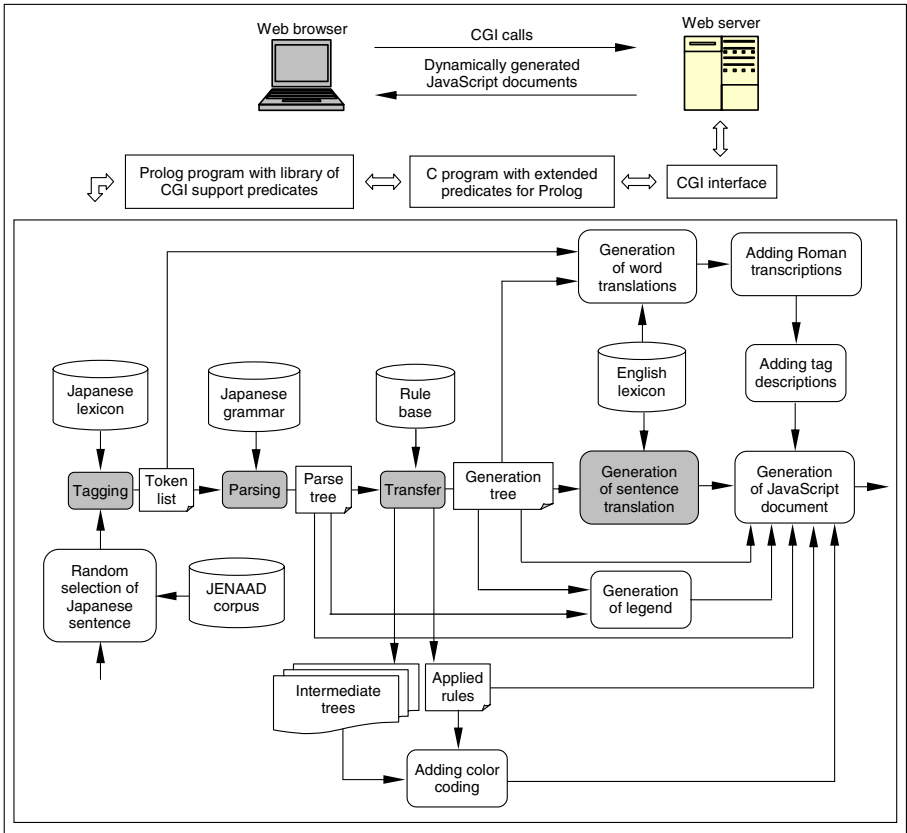 Web browser
Web server
CGI calls
Dynamically generated
JavaScript documents
Prolog program with library of
CGI support predicates
C program with extended
predicates for Prolog
CGI interface
Generation
of word
translations
Adding Roman
transcriptions
Japanese
lexicon
Japanese
grammar
Rule
base
English
lexicon
Adding tag
descriptions
Tagging
Token
list
Parsing
Parse
tree
Transfer
Generation
tree
Generation
of sentence
translation
Generation
of JavaScript
document
Random
selection of
Japanese
sentence
JENAAD
corpus
Generation
of legend
Intermediate
trees
Applied
rules
Adding color
coding